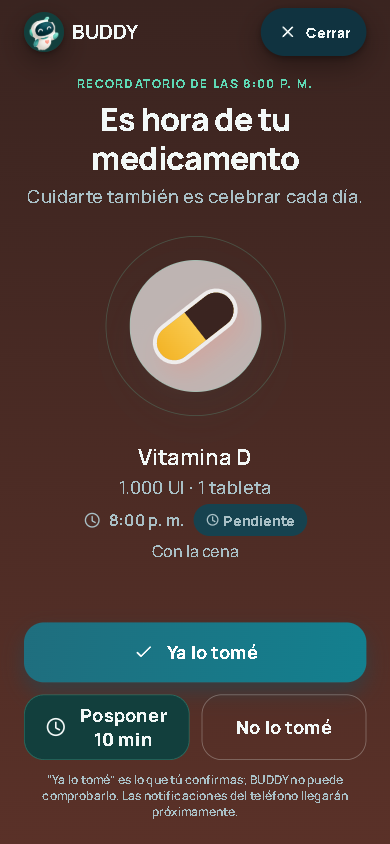 BUDDY
Cerrar
RECORDATORIO DE LAS 8:00 P. M.
Es hora de tu
medicamento
Cuidarte también es celebrar cada día.
Vitamina D
1.000 UI · 1 tableta
8:00 p. m.
Pendiente
Con la cena
Ya lo tomé
Posponer
10 min
No lo tomé
"Ya lo tomé" es lo que tú confirmas; BUDDY no puede
comprobarlo. Las notificaciones del teléfono llegarán
próximamente.